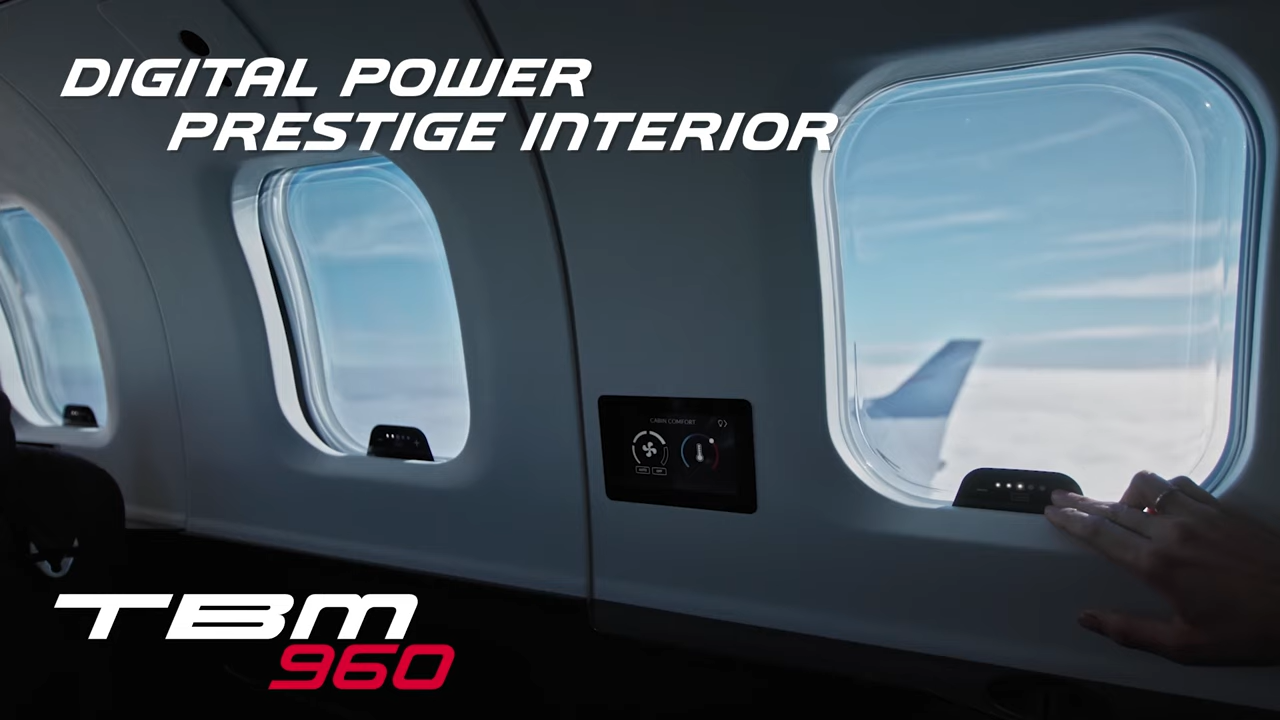 DIGITAL POWER
PRESTIGE INTERIOR
CABIN COMFORT
TBM
960